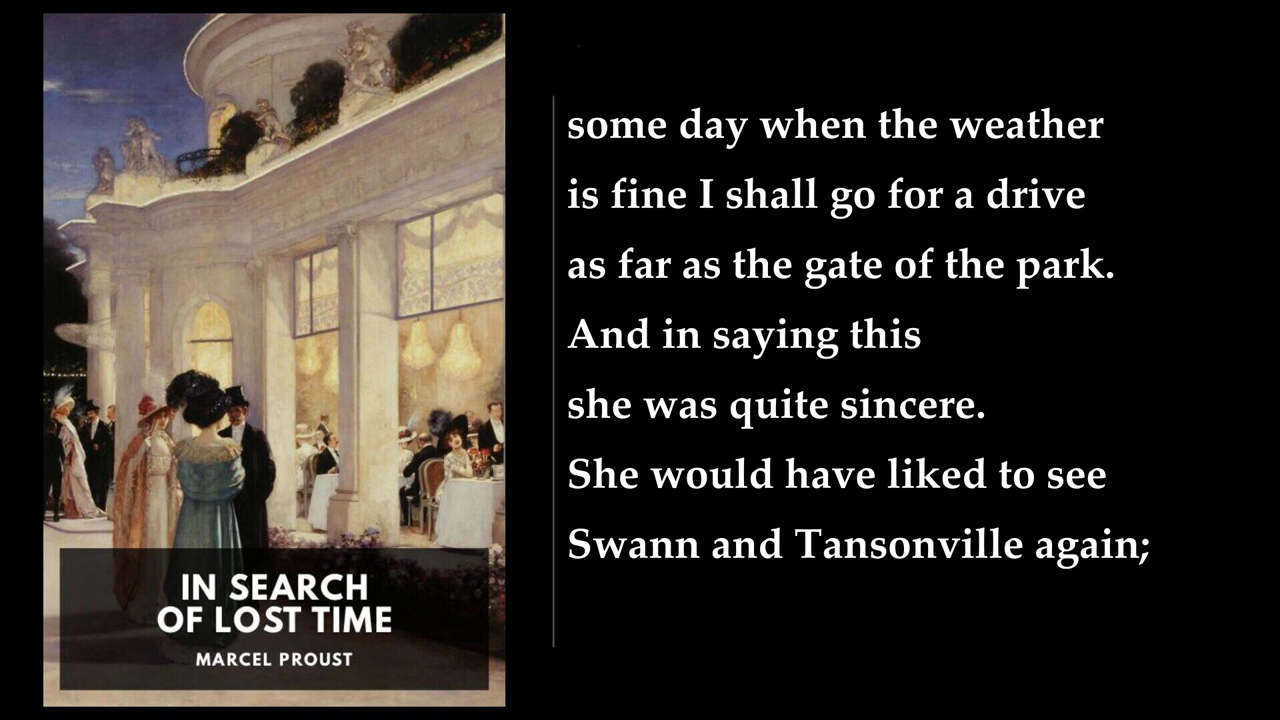 some day when the weather
is fine I shall go for a drive
as far as the gate of the park.
And in saying this
she was quite sincere.
She would have liked to see
Swann and Tansonville again;
IN SEARCH
OF LOST TIME
MARCEL PROUST